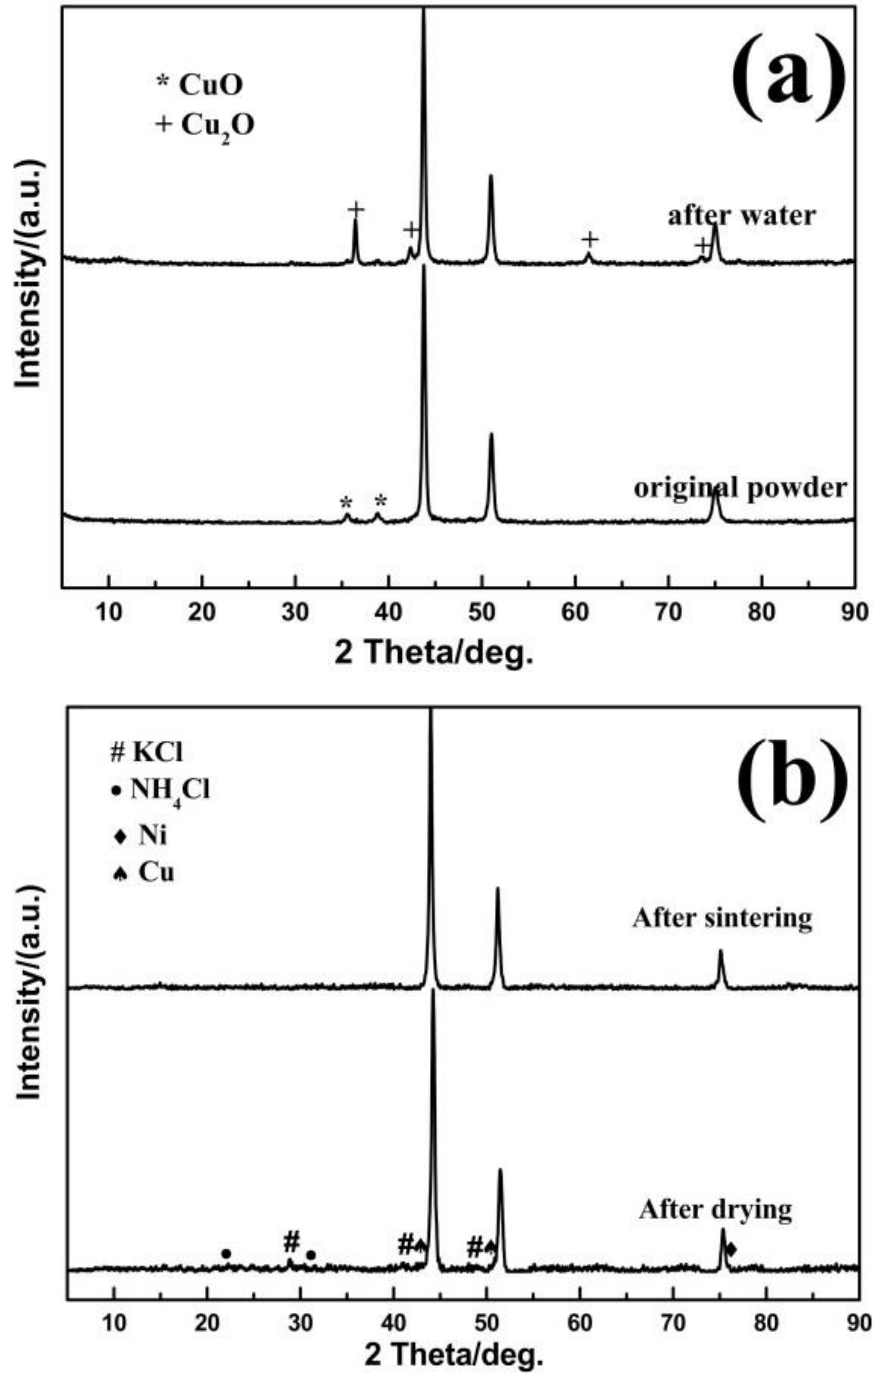 (a)
* CuO
+ Cu₂O
Intensity/(a.u.)
+ + + +
after water
* *
original powder
10 20 30 40 50 60 70 80 90
2 Theta/deg.
(b)
# KCl
• NH₄Cl
♦ Ni
♠ Cu
Intensity/(a.u.)
After sintering
After drying
• # • # ♠ # ♠ ♦
10 20 30 40 50 60 70 80 90
2 Theta/deg.